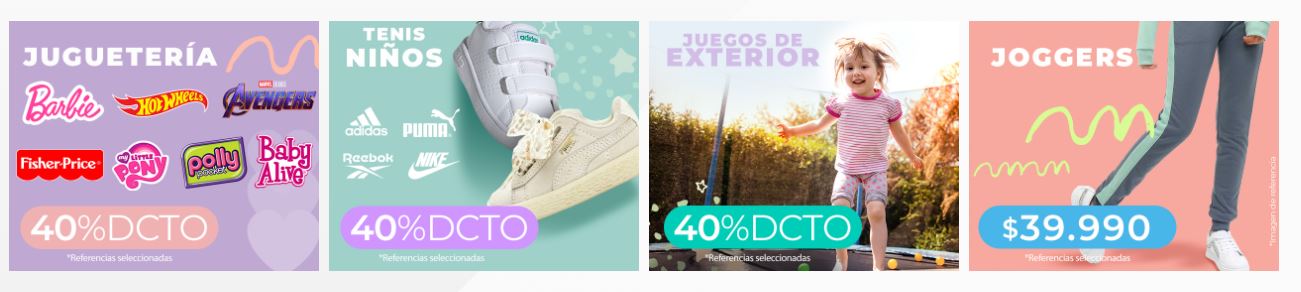 JUGUETERÍA
Barbie
Hot Wheels
MARVEL STUDIOS
AVENGERS
Fisher-Price
my LITTLE PONY
polly pocket
Baby Alive
40%DCTO
*Referencias seleccionadas
TENIS
NIÑOS
adidas
adidas
PUMA
Reebok
NIKE
40%DCTO
*Referencias seleccionadas
JUEGOS DE
EXTERIOR
40%DCTO
*Referencias seleccionadas
JOGGERS
$39.990
*Referencias seleccionadas
*Imagen de referencia